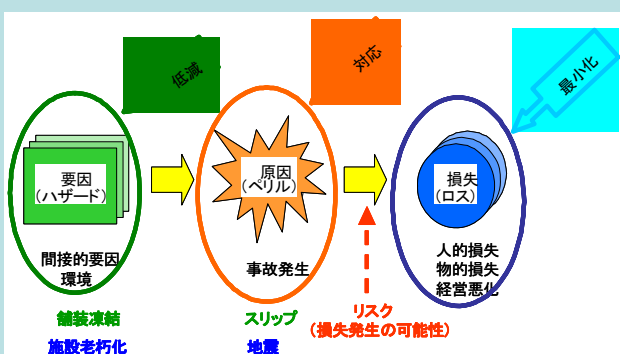 低減
対応
最小化
要因
(ハザード)
原因
(ペリル)
損失
(ロス)
間接的要因
環境
事故発生
人的損失
物的損失
経営悪化
舗装凍結
施設老朽化
スリップ
地震
リスク
(損失発生の可能性)